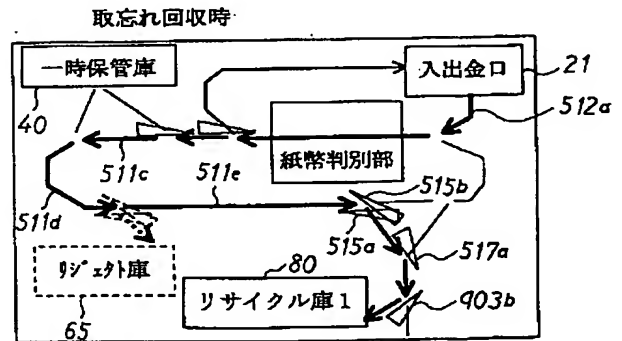 取忘れ回収時
一時保管庫
入出金口
21
40
512a
紙幣判別部
511c
511e
515b
511d
515a
517a
80
リジェクト庫
リサイクル庫1
903b
65